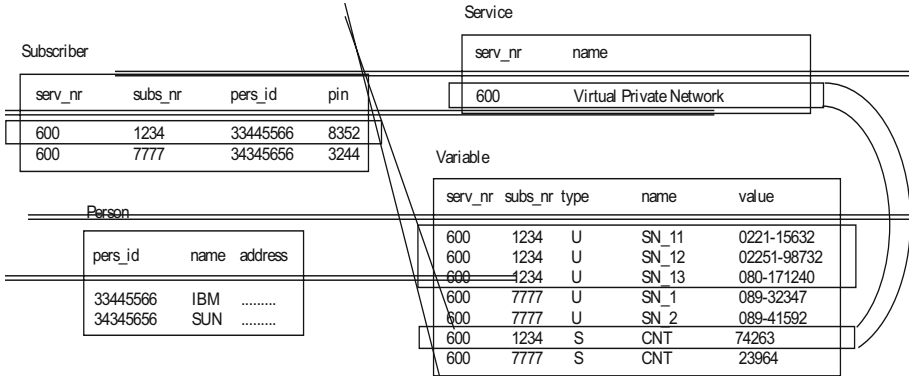 Service
serv_nr name
600 Virtual Private Network
Subscriber
serv_nr subs_nr pers_id pin
600 1234 33445566 8352
600 7777 34345656 3244
Person
pers_id name address
33445566 IBM .........
34345656 SUN .........
Variable
serv_nr subs_nr type name value
600 1234 U SN_11 0221-15632
600 1234 U SN_12 02251-98732
600 1234 U SN_13 080-171240
600 7777 U SN_1 089-32347
600 7777 U SN_2 089-41592
600 1234 S CNT 74263
600 7777 S CNT 23964